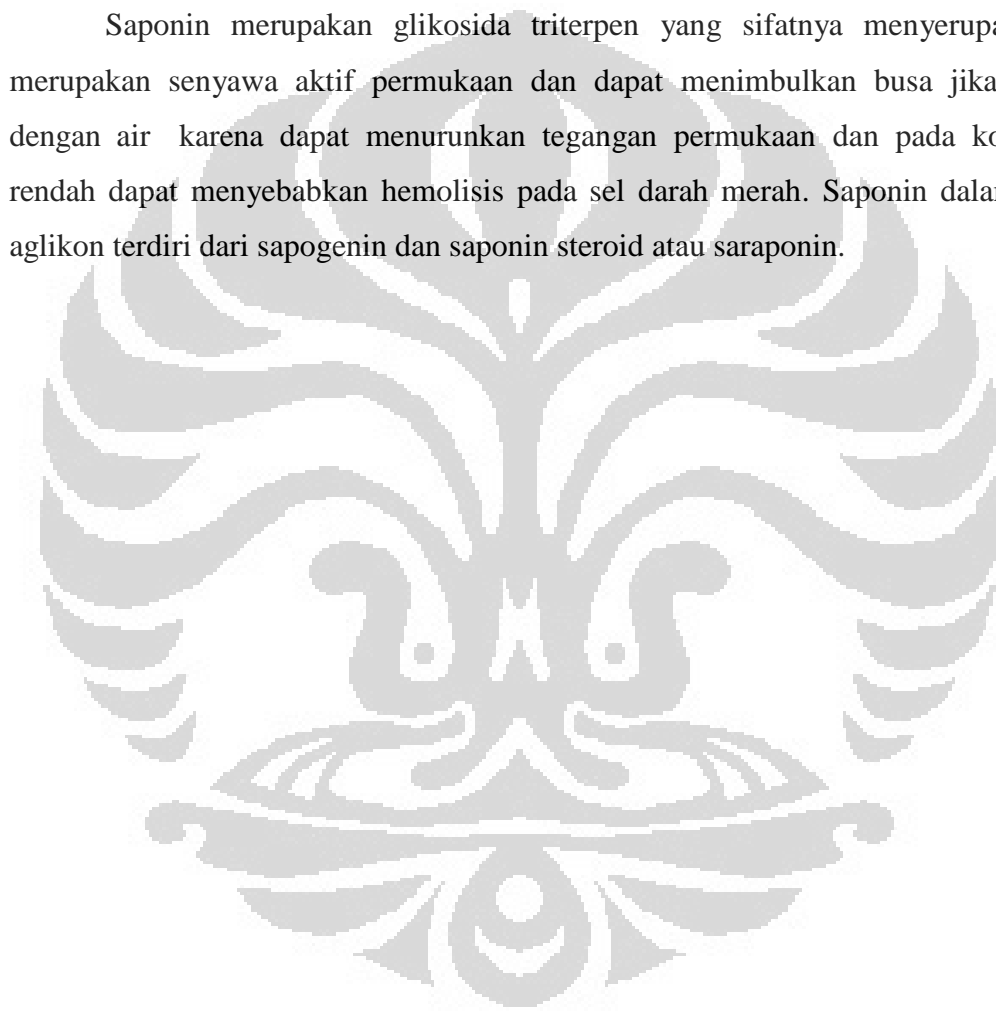 Saponin merupakan glikosida triterpen yang sifatnya menyerupa
merupakan senyawa aktif permukaan dan dapat menimbulkan busa jika
dengan air karena dapat menurunkan tegangan permukaan dan pada ko
rendah dapat menyebabkan hemolisis pada sel darah merah. Saponin dalar
aglikon terdiri dari sapogenin dan saponin steroid atau saraponin.